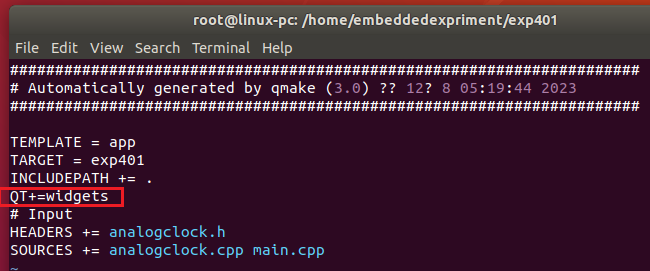 root@linux-pc: /home/embeddedexpriment/exp401
File Edit View Search Terminal Help
######################################################################
# Automatically generated by qmake (3.0) ?? 12? 8 05:19:44 2023
######################################################################
TEMPLATE = app
TARGET = exp401
INCLUDEPATH += .
QT+=widgets
# Input
HEADERS += analogclock.h
SOURCES += analogclock.cpp main.cpp
~